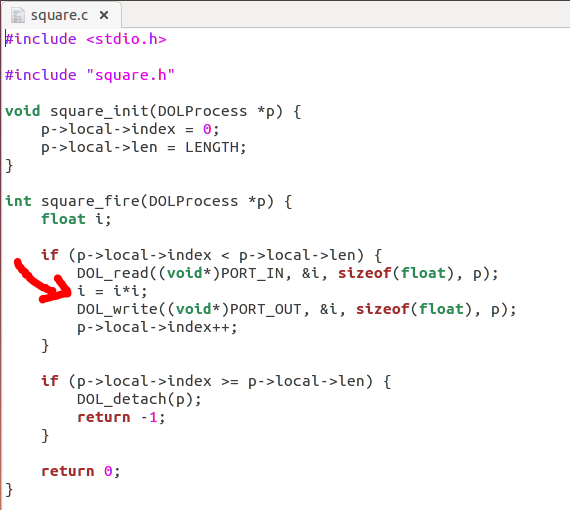 square.c ×
#include <stdio.h>
#include "square.h"
void square_init(DOLProcess *p) {
    p->local->index = 0;
    p->local->len = LENGTH;
}
int square_fire(DOLProcess *p) {
    float i;
    if (p->local->index < p->local->len) {
        DOL_read((void*)PORT_IN, &i, sizeof(float), p);
        i = i*i;
        DOL_write((void*)PORT_OUT, &i, sizeof(float), p);
        p->local->index++;
    }
    if (p->local->index >= p->local->len) {
        DOL_detach(p);
        return -1;
    }
    return 0;
}